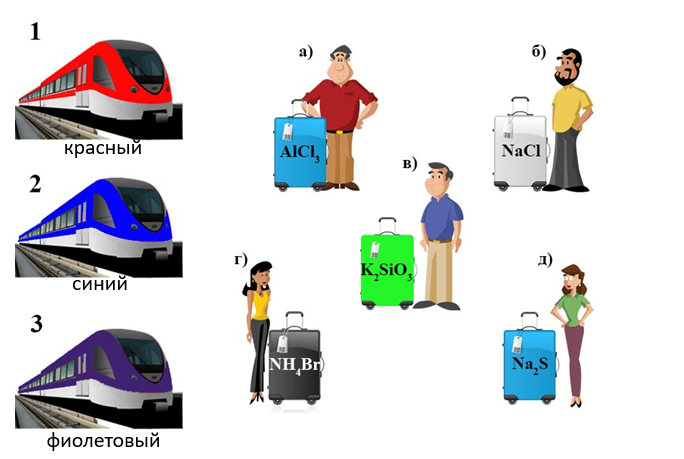 1
красный
2
синий
3
фиолетовый
а)
AlCl₃
б)
NaCl
в)
K₂SiO₃
г)
NH₄Br
д)
Na₂S